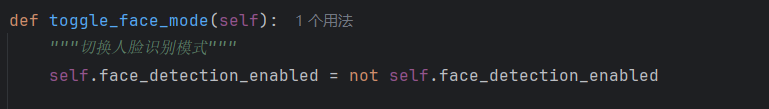 def toggle_face_mode(self):  1 个用法
    """切换人脸识别模式"""
    self.face_detection_enabled = not self.face_detection_enabled